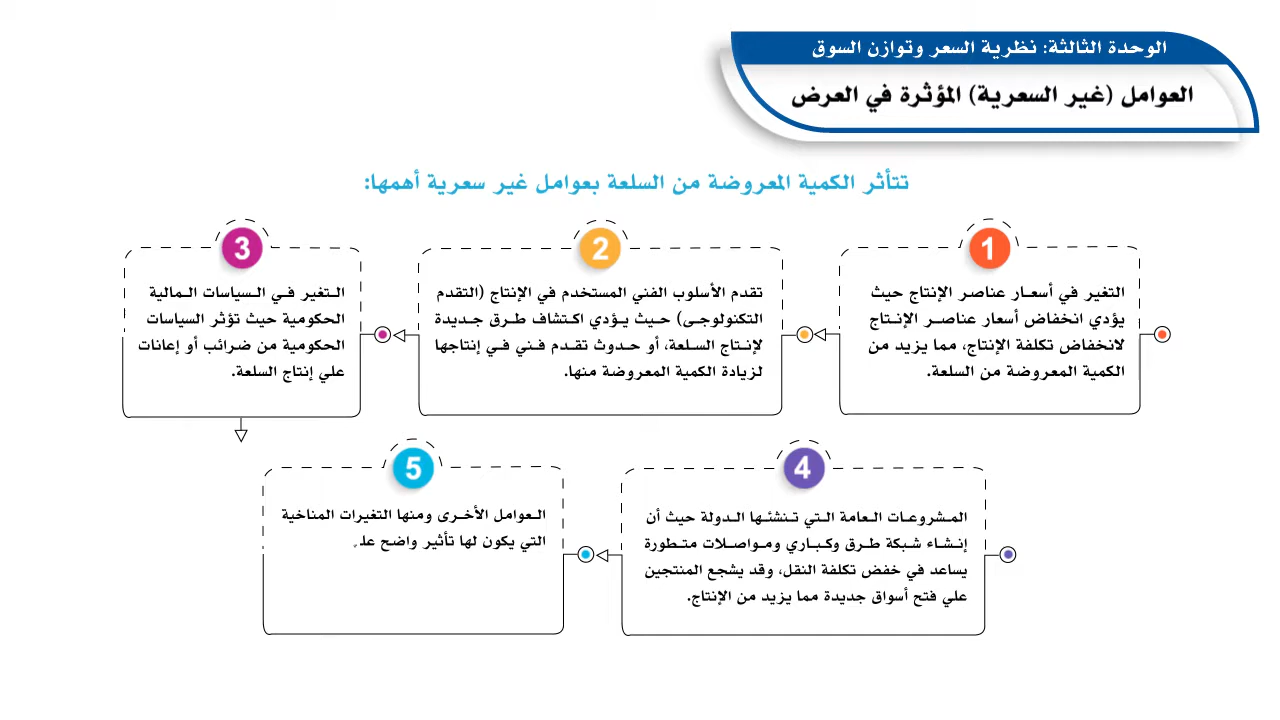 الوحدة الثالثة: نظرية السعر وتوازن السوق
العوامل (غير السعرية) المؤثرة في العرض
تتأثر الكمية المعروضة من السلعة بعوامل غير سعرية أهمها:
1
التغير في أسعار عناصر الإنتاج حيث
يؤدي انخفاض أسعار عناصر الإنتاج
لانخفاض تكلفة الإنتاج، مما يزيد من
الكمية المعروضة من السلعة.
2
تقدم الأسلوب الفني المستخدم في الإنتاج (التقدم
التكنولوجى) حيث يؤدي اكتشاف طرق جديدة
لإنتاج السلعة، أو حدوث تقدم فني في إنتاجها
لزيادة الكمية المعروضة منها.
3
التغير في السياسات المالية
الحكومية حيث تؤثر السياسات
الحكومية من ضرائب أو إعانات
علي إنتاج السلعة.
4
المشروعات العامة التي تنشئها الدولة حيث أن
إنشاء شبكة طرق وكباري ومواصلات متطورة
يساعد في خفض تكلفة النقل، وقد يشجع المنتجين
علي فتح أسواق جديدة مما يزيد من الإنتاج.
5
العوامل الأخرى ومنها التغيرات المناخية
التي يكون لها تأثير واضح